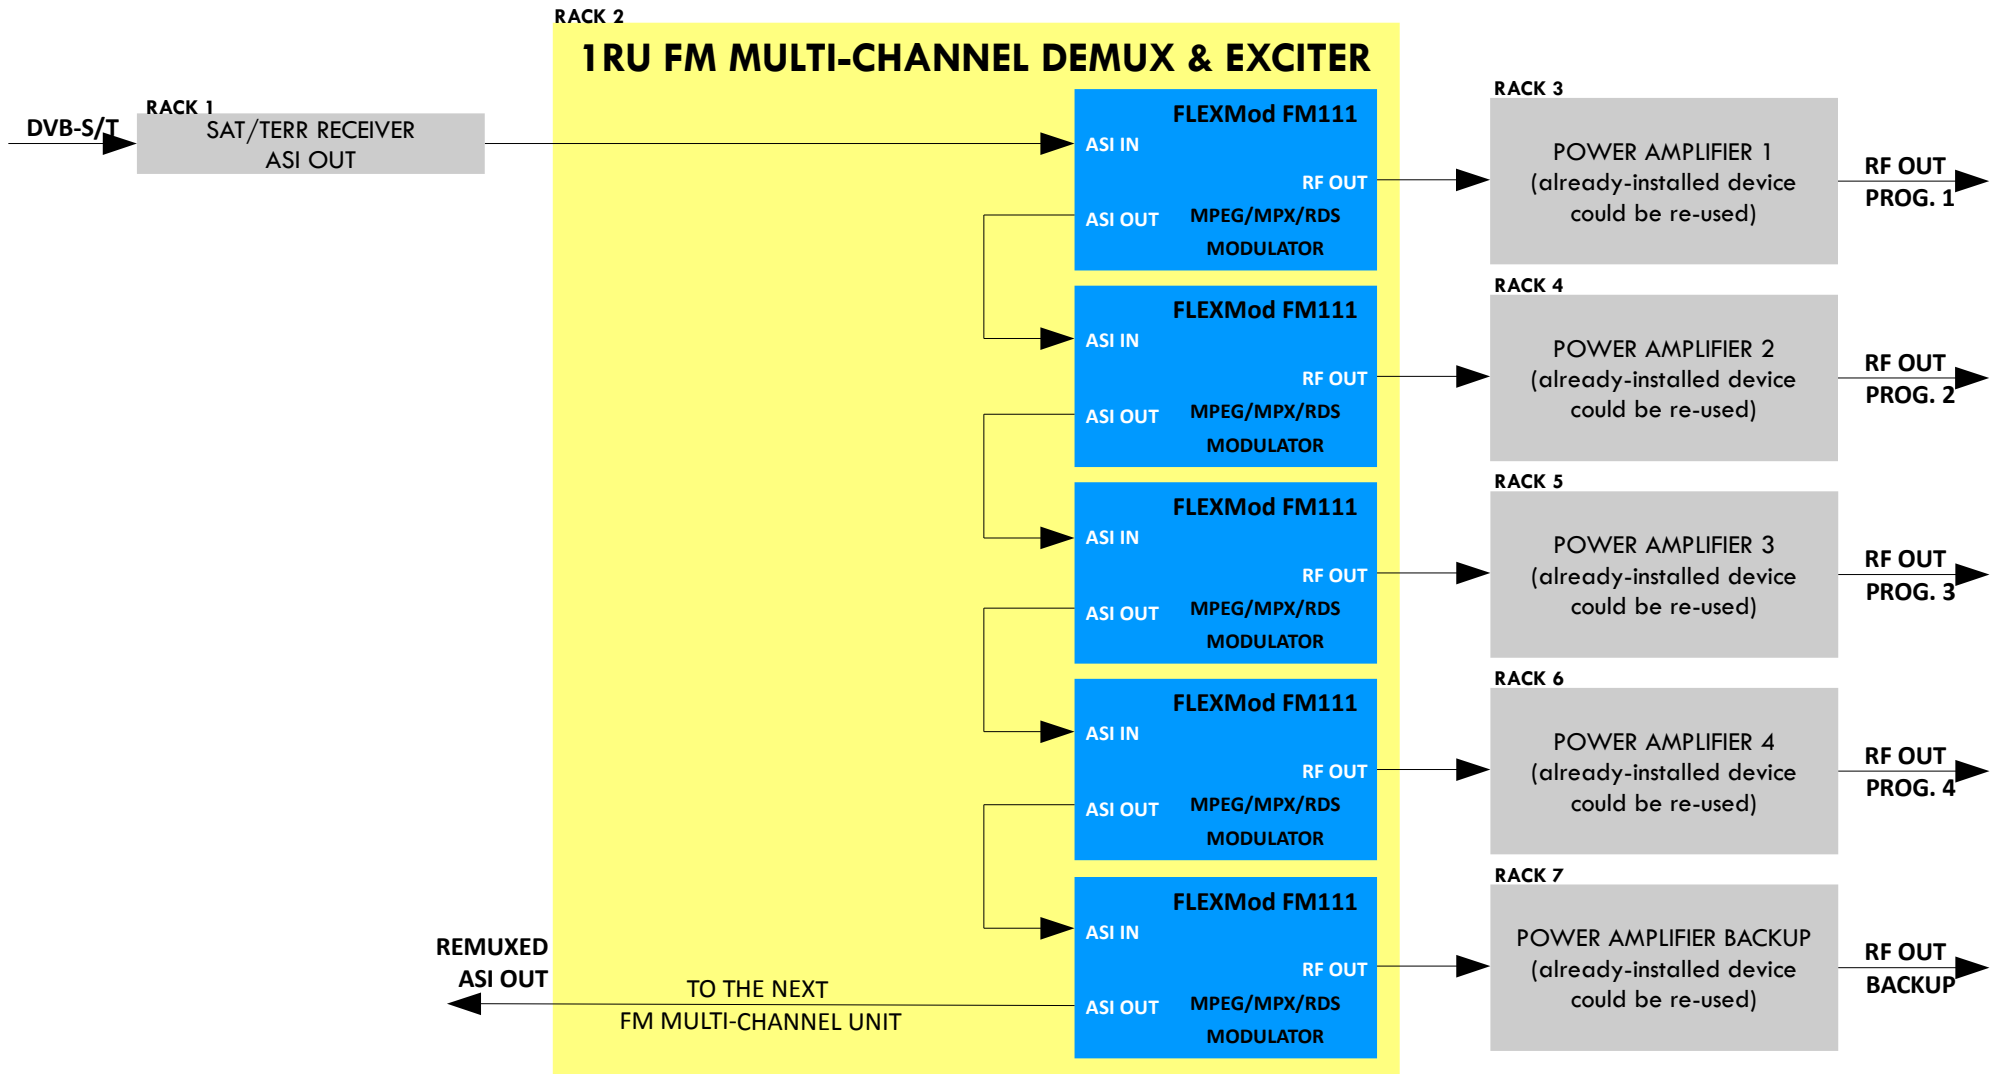 RACK 2
1RU FM MULTI-CHANNEL DEMUX & EXCITER
DVB-S/T
RACK 1
SAT/TERR RECEIVER
ASI OUT
FLEXMod FM111
ASI IN
RF OUT
ASI OUT
MPEG/MPX/RDS
MODULATOR
RACK 3
POWER AMPLIFIER 1
(already-installed device
could be re-used)
RF OUT
PROG. 1
FLEXMod FM111
ASI IN
RF OUT
ASI OUT
MPEG/MPX/RDS
MODULATOR
RACK 4
POWER AMPLIFIER 2
(already-installed device
could be re-used)
RF OUT
PROG. 2
FLEXMod FM111
ASI IN
RF OUT
ASI OUT
MPEG/MPX/RDS
MODULATOR
RACK 5
POWER AMPLIFIER 3
(already-installed device
could be re-used)
RF OUT
PROG. 3
FLEXMod FM111
ASI IN
RF OUT
ASI OUT
MPEG/MPX/RDS
MODULATOR
RACK 6
POWER AMPLIFIER 4
(already-installed device
could be re-used)
RF OUT
PROG. 4
FLEXMod FM111
ASI IN
RF OUT
ASI OUT
MPEG/MPX/RDS
MODULATOR
RACK 7
POWER AMPLIFIER BACKUP
(already-installed device
could be re-used)
RF OUT
BACKUP
REMUXED
ASI OUT
TO THE NEXT
FM MULTI-CHANNEL UNIT